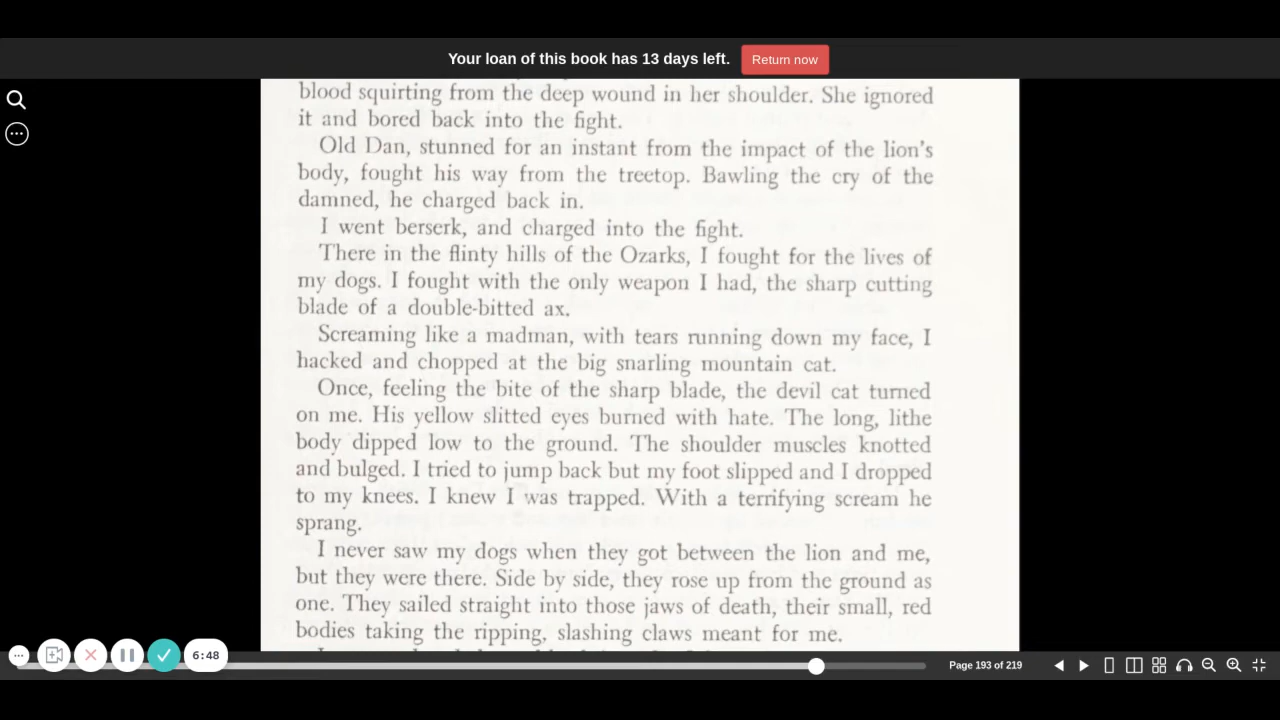 Your loan of this book has 13 days left. Return now
blood squirting from the deep wound in her shoulder. She ignored
it and bored back into the fight.
Old Dan, stunned for an instant from the impact of the lion's
body, fought his way from the treetop. Bawling the cry of the
damned, he charged back in.
I went berserk, and charged into the fight.
There in the flinty hills of the Ozarks, I fought for the lives of
my dogs. I fought with the only weapon I had, the sharp cutting
blade of a double-bitted ax.
Screaming like a madman, with tears running down my face, I
hacked and chopped at the big snarling mountain cat.
Once, feeling the bite of the sharp blade, the devil cat turned
on me. His yellow slitted eyes burned with hate. The long, lithe
body dipped low to the ground. The shoulder muscles knotted
and bulged. I tried to jump back but my foot slipped and I dropped
to my knees. I knew I was trapped. With a terrifying scream he
sprang.
I never saw my dogs when they got between the lion and me,
but they were there. Side by side, they rose up from the ground as
one. They sailed straight into those jaws of death, their small, red
bodies taking the ripping, slashing claws meant for me.
6:48
Page 193 of 219